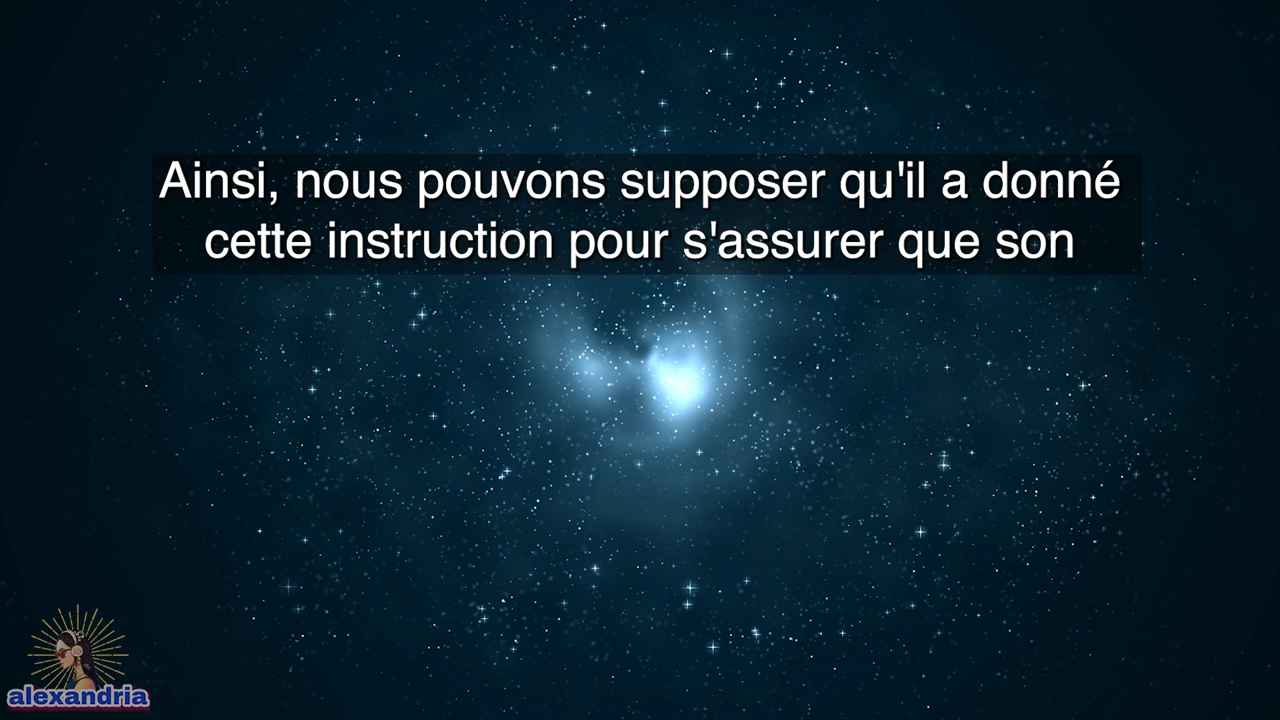 Ainsi, nous pouvons supposer qu'il a donné
cette instruction pour s'assurer que son
alexandria